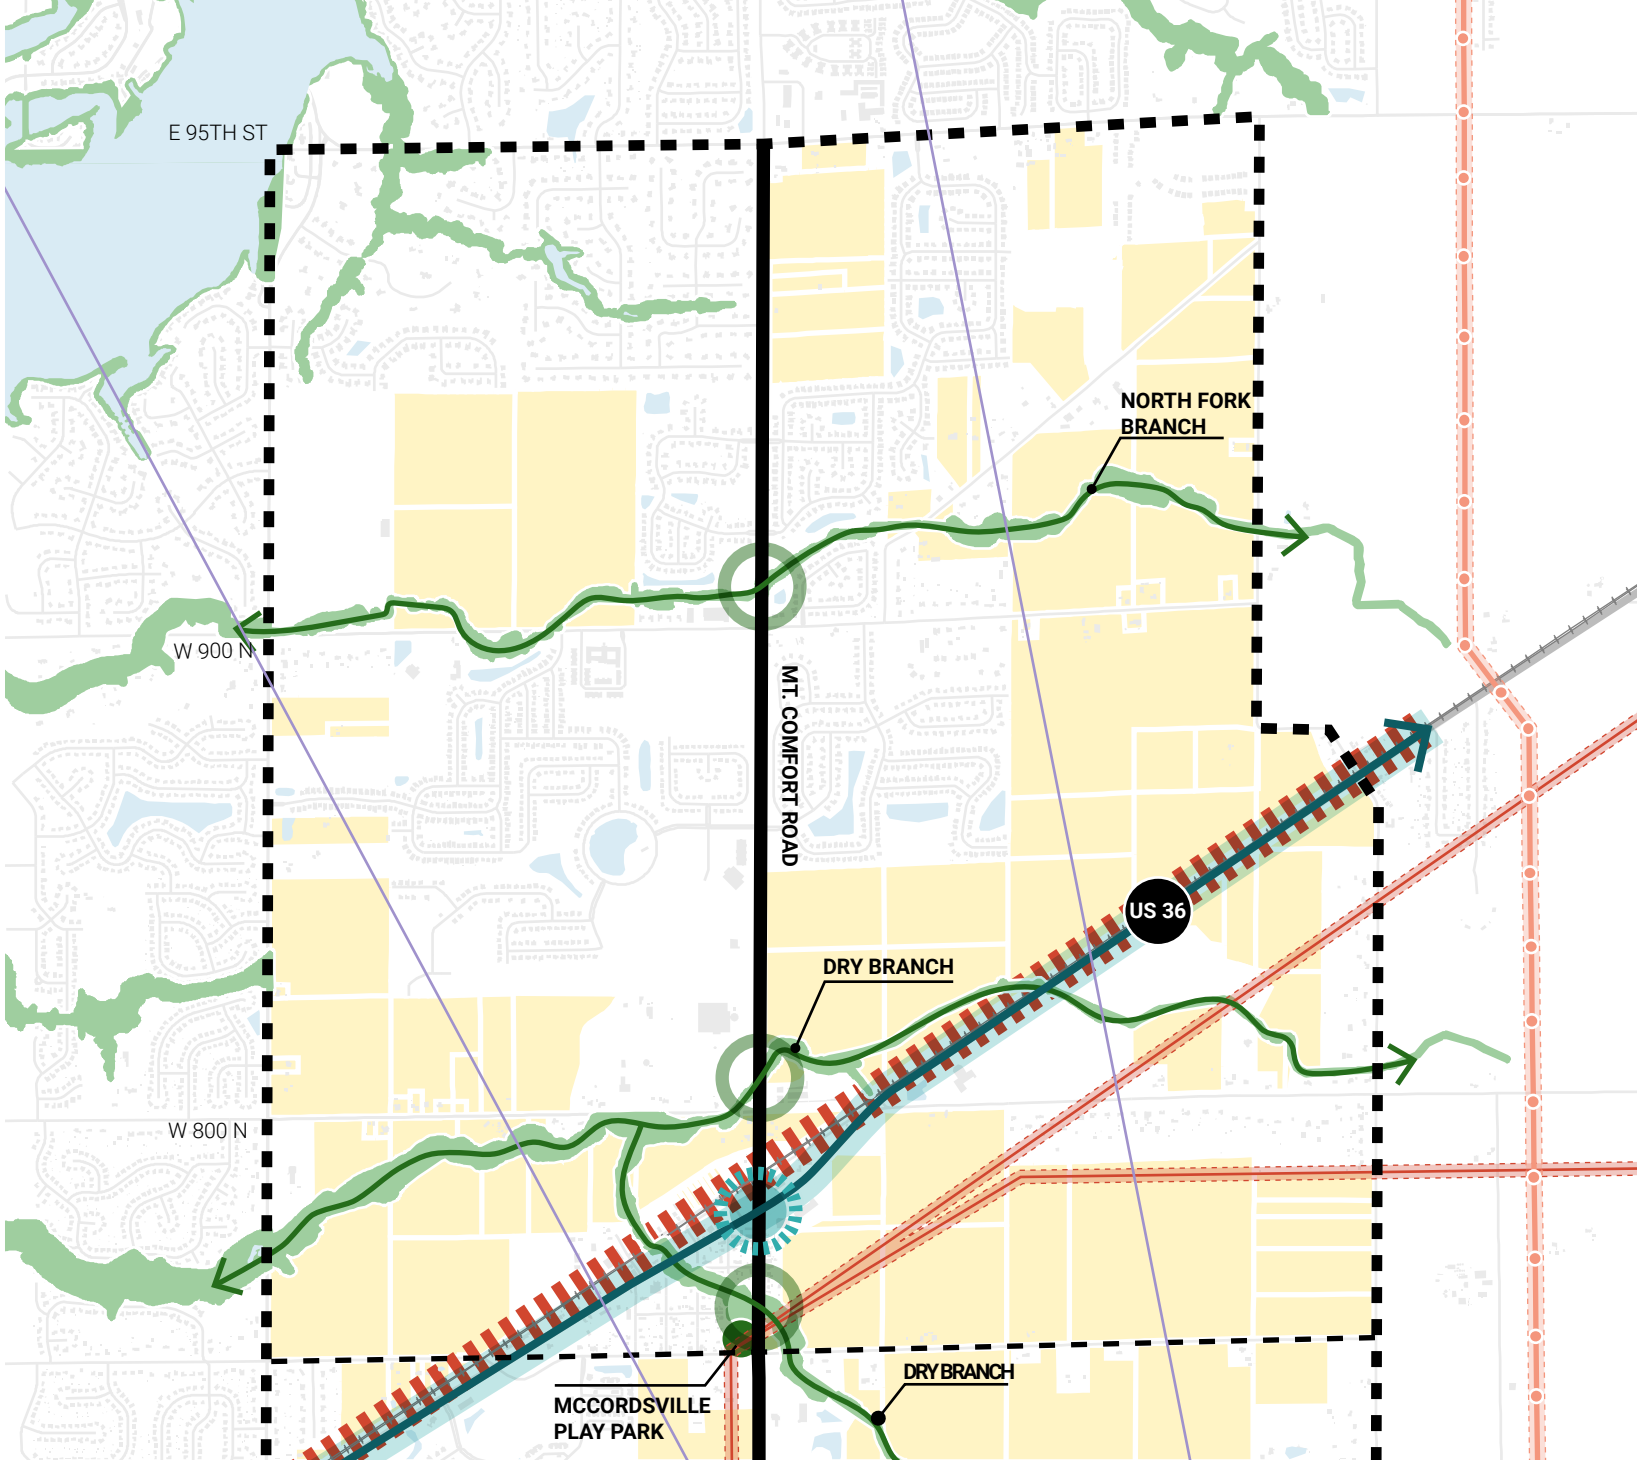 E 95TH ST
NORTH FORK
BRANCH
W 900 N
MT. COMFORT ROAD
US 36
DRY BRANCH
W 800 N
DRY BRANCH
MCCORDSVILLE
PLAY PARK